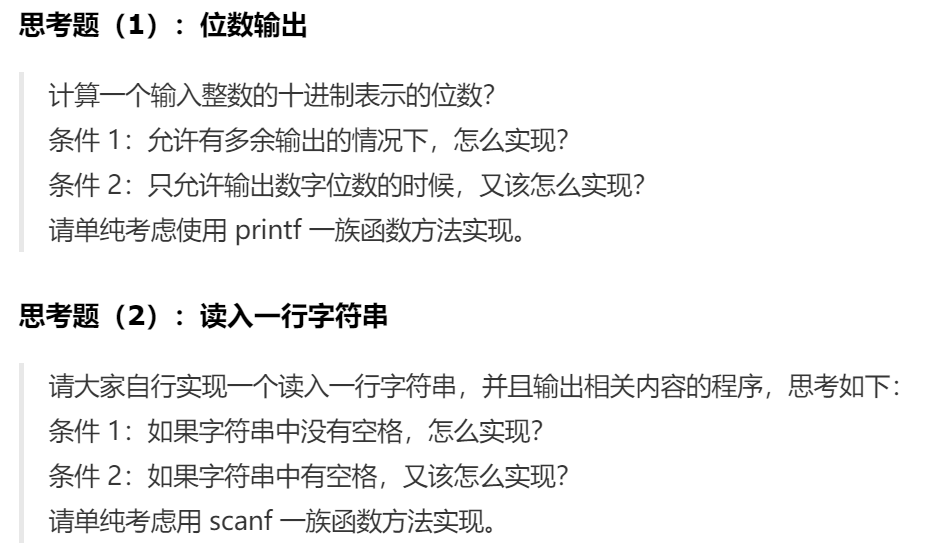 思考题（1）：位数输出
计算一个输入整数的十进制表示的位数？
条件 1：允许有多余输出的情况下，怎么实现？
条件 2：只允许输出数字位数的时候，又该怎么实现？
请单纯考虑使用 printf 一族函数方法实现。
思考题（2）：读入一行字符串
请大家自行实现一个读入一行字符串，并且输出相关内容的程序，思考如下：
条件 1：如果字符串中没有空格，怎么实现？
条件 2：如果字符串中有空格，又该怎么实现？
请单纯考虑用 scanf 一族函数方法实现。